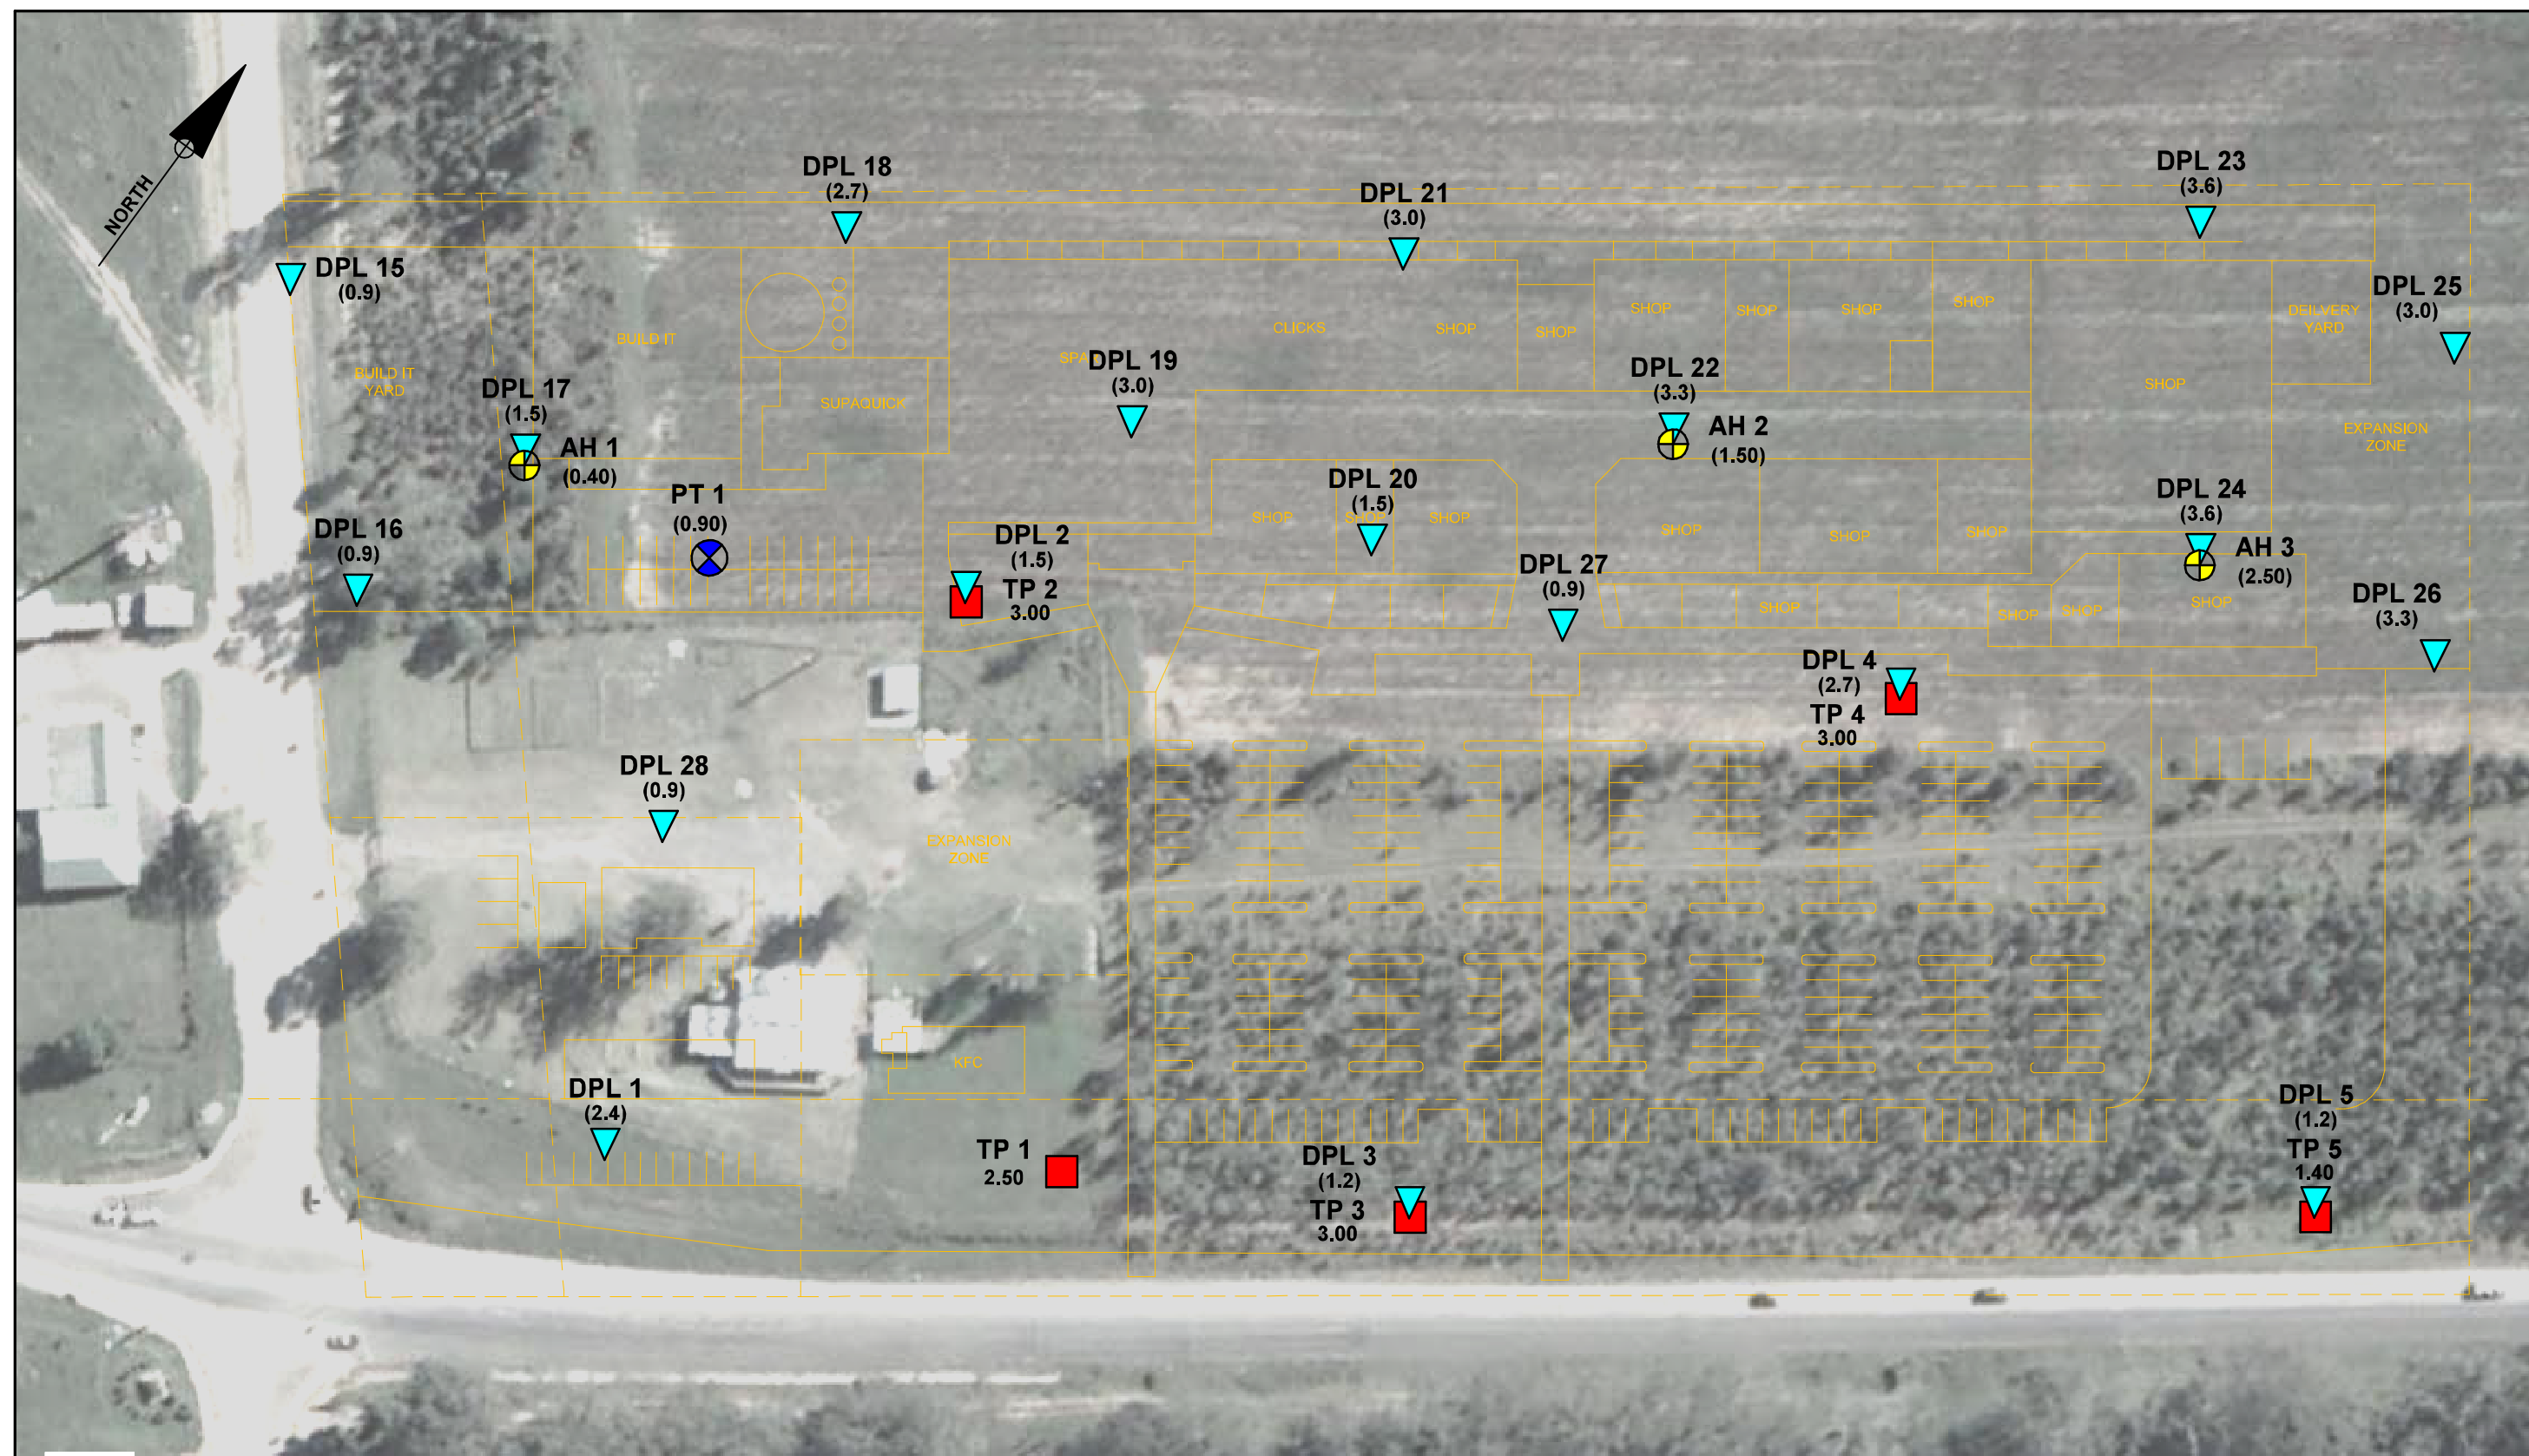 NORTH
DPL 18
(2.7)
DPL 21
(3.0)
DPL 23
(3.6)
DPL 15
(0.9)
DPL 25
(3.0)
BUILD IT
YARD
BUILD IT
SUPAQUICK
SPAR
CLICKS
SHOP
SHOP
SHOP
SHOP
SHOP
SHOP
SHOP
DEILVERY
YARD
DPL 19
(3.0)
DPL 17
(1.5)
AH 1
(0.40)
DPL 22
(3.3)
AH 2
(1.50)
EXPANSION
ZONE
PT 1
(0.90)
DPL 20
(1.5)
SHOP
SHOP
SHOP
SHOP
SHOP
SHOP
DPL 24
(3.6)
AH 3
(2.50)
DPL 16
(0.9)
DPL 2
(1.5)
TP 2
3.00
DPL 27
(0.9)
SHOP
SHOP
SHOP
SHOP
DPL 26
(3.3)
DPL 4
(2.7)
TP 4
3.00
DPL 28
(0.9)
EXPANSION
ZONE
KFC
DPL 1
(2.4)
TP 1
2.50
DPL 3
(1.2)
TP 3
3.00
DPL 5
(1.2)
TP 5
1.40